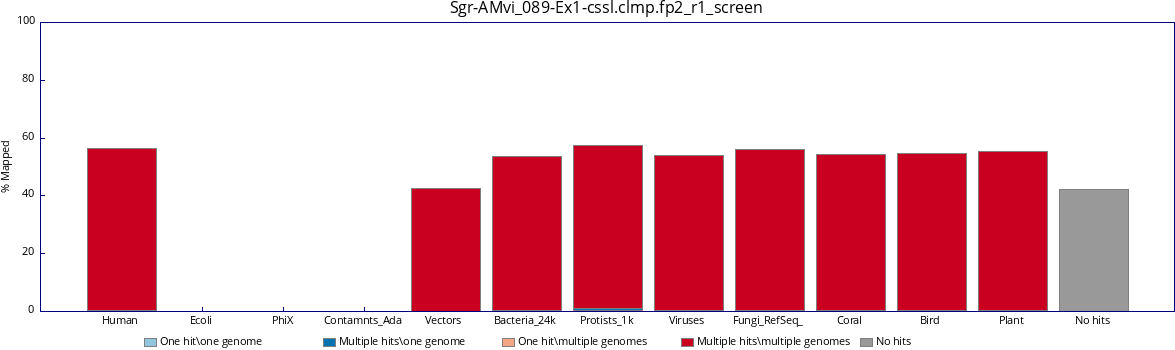 Sgr-AMvi_089-Ex1-cssl.clmp.fp2_r1_screen
100
80
60
40
20
0
% Mapped
Human Ecoli PhiX Contamnts_Ada Vectors Bacteria_24k Protists_1k Viruses Fungi_RefSeq_ Coral Bird Plant No hits
One hit\one genome Multiple hits\one genome One hit\multiple genomes Multiple hits\multiple genomes No hits